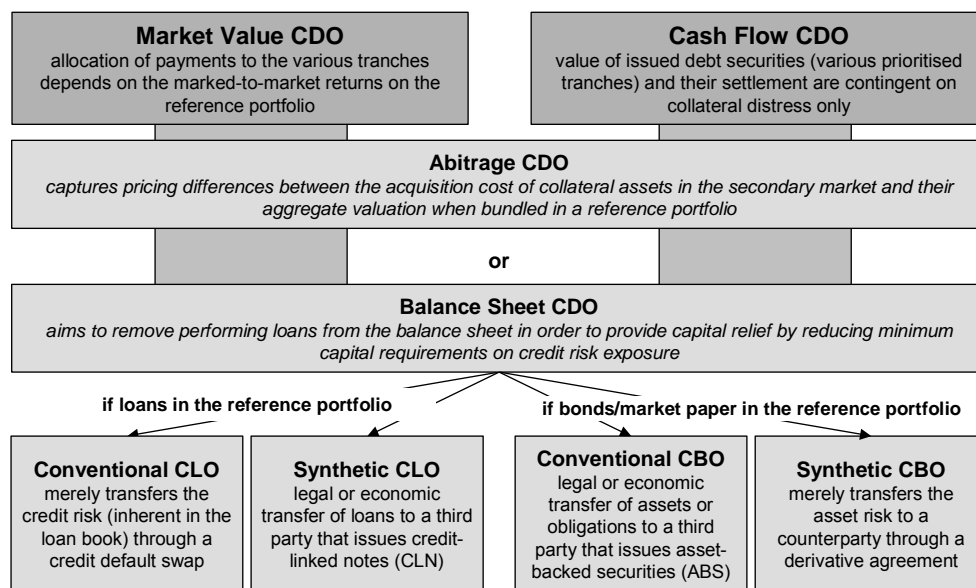 Market Value CDO
allocation of payments to the various tranches
depends on the marked-to-market returns on the
reference portfolio
Cash Flow CDO
value of issued debt securities (various prioritised
tranches) and their settlement are contingent on
collateral distress only
Abitrage CDO
captures pricing differences between the acquisition cost of collateral assets in the secondary market and their
aggregate valuation when bundled in a reference portfolio
or
Balance Sheet CDO
aims to remove performing loans from the balance sheet in order to provide capital relief by reducing minimum
capital requirements on credit risk exposure
if loans in the reference portfolio
if bonds/market paper in the reference portfolio
Conventional CLO
merely transfers the
credit risk (inherent in the
loan book) through a
credit default swap
Synthetic CLO
legal or economic
transfer of loans to a third
party that issues credit-
linked notes (CLN)
Conventional CBO
legal or economic
transfer of assets or
obligations to a third
party that issues asset-
backed securities (ABS)
Synthetic CBO
merely transfers the
asset risk to a
counterparty through a
derivative agreement